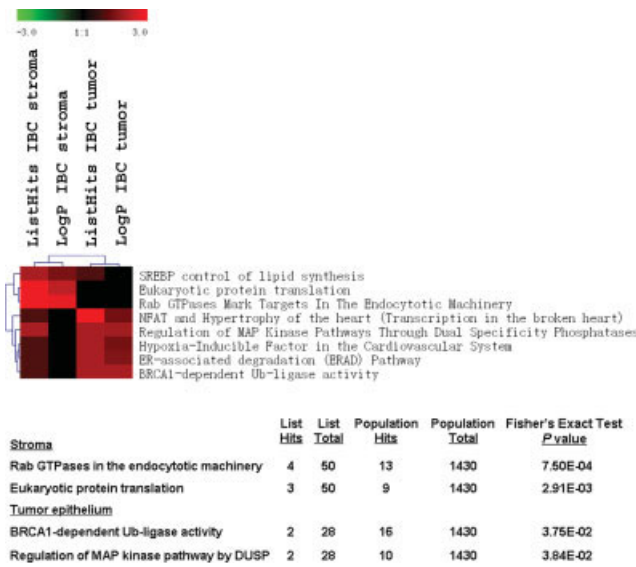 -3.0 1:1 3.0
ListHits IBC stroma
LogP IBC stroma
ListHits IBC tumor
LogP IBC tumor
SREBP control of lipid synthesis
Eukaryotic protein translation
Rab GTPases Mark Targets In The Endocytotic Machinery
NFAT and Hypertrophy of the heart (Transcription in the broken heart)
Regulation of MAP Kinase Pathways Through Dual Specificity Phosphatases
Hypoxia-Inducible Factor in the Cardiovascular System
ER-associated degradation (ERAD) Pathway
BRCA1-dependent Ub-ligase activity
List List Population Population Fisher's Exact Test
Stroma Hits Total Hits Total P value
Rab GTPases in the endocytotic machinery 4 50 13 1430 7.50E-04
Eukaryotic protein translation 3 50 9 1430 2.91E-03
Tumor epithelium
BRCA1-dependent Ub-ligase activity 2 28 16 1430 3.75E-02
Regulation of MAP kinase pathway by DUSP 2 28 10 1430 3.84E-02